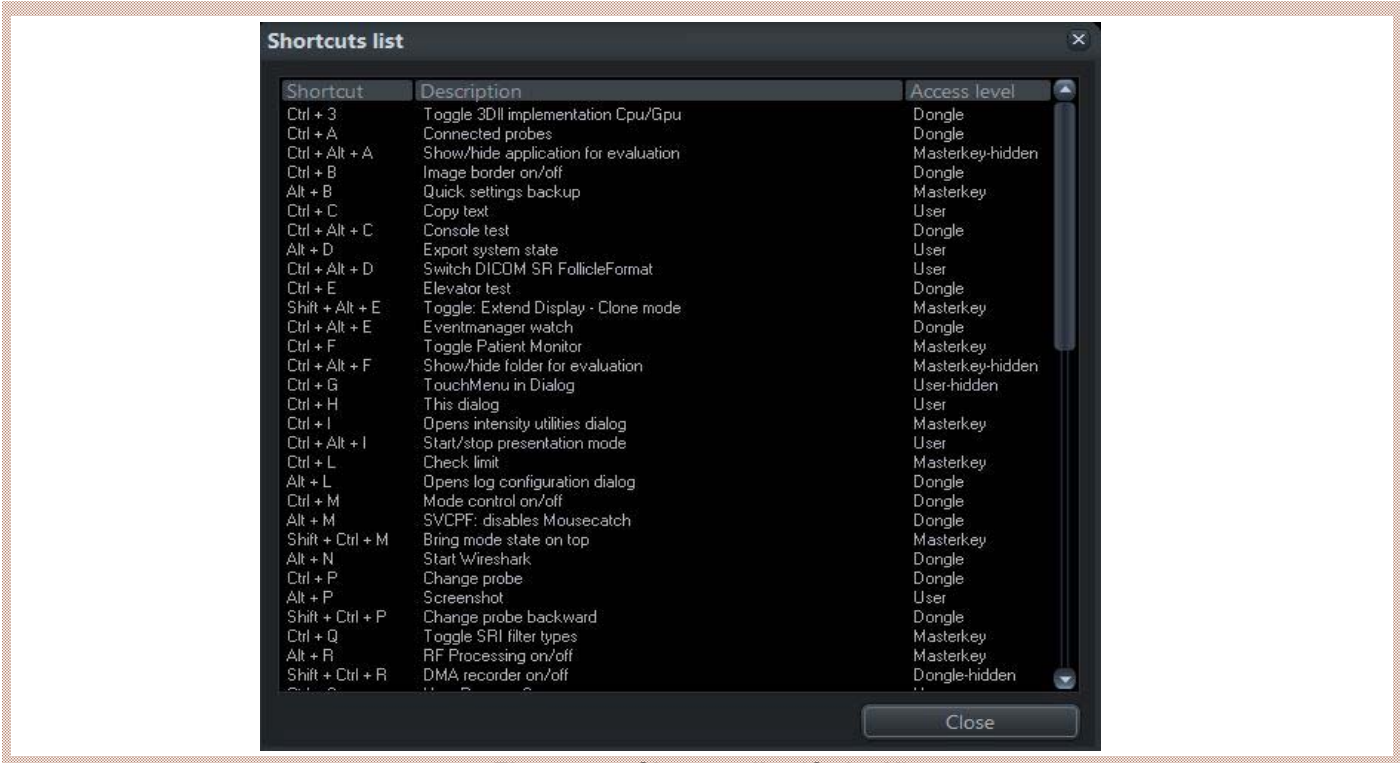 Shortcuts list
Shortcut Description Access level
Ctrl + 3 Toggle 3DII implementation Cpu/Gpu Dongle
Ctrl + A Connected probes Dongle
Ctrl + Alt + A Show/hide application for evaluation Masterkey-hidden
Ctrl + B Image border on/off Dongle
Alt + B Quick settings backup Masterkey
Ctrl + C Copy text User
Ctrl + Alt + C Console test Dongle
Alt + D Export system state User
Ctrl + Alt + D Switch DICOM SR FollicleFormat User
Ctrl + E Elevator test Dongle
Shift + Alt + E Toggle: Extend Display - Clone mode Masterkey
Ctrl + Alt + E Eventmanager watch Dongle
Ctrl + F Toggle Patient Monitor Masterkey
Ctrl + Alt + F Show/hide folder for evaluation Masterkey-hidden
Ctrl + G TouchMenu in Dialog User-hidden
Ctrl + H This dialog User
Ctrl + I Opens intensity utilities dialog Masterkey
Ctrl + Alt + I Start/stop presentation mode User
Ctrl + L Check limit Masterkey
Alt + L Opens log configuration dialog Dongle
Ctrl + M Mode control on/off Dongle
Alt + M SVCPF: disables Mousecatch Dongle
Shift + Ctrl + M Bring mode state on top Masterkey
Alt + N Start Wireshark Dongle
Ctrl + P Change probe Dongle
Alt + P Screenshot User
Shift + Ctrl + P Change probe backward Dongle
Ctrl + Q Toggle SRI filter types Masterkey
Alt + R RF Processing on/off Masterkey
Shift + Ctrl + R DMA recorder on/off Dongle-hidden
Close